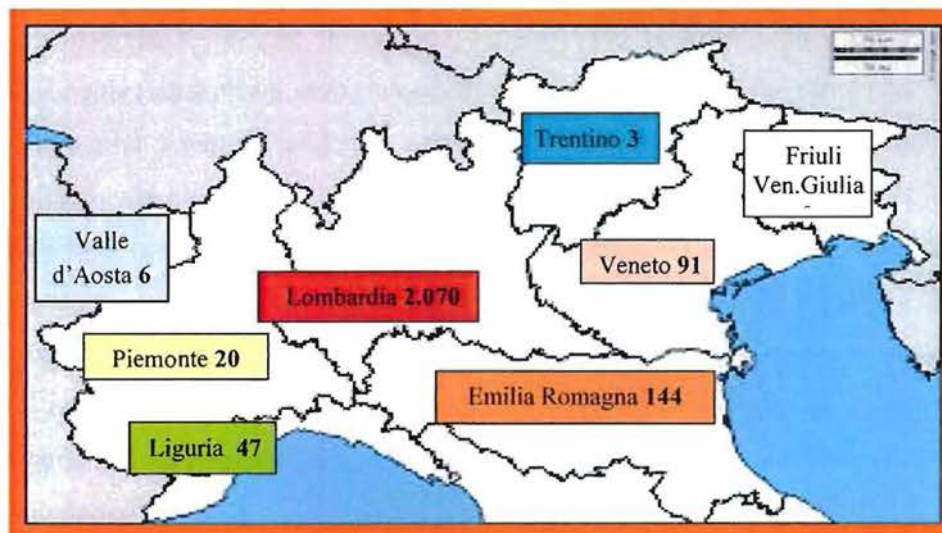 Trentino 3
Friuli
Ven.Giulia
-
Valle
d'Aosta 6
Veneto 91
Lombardia 2.070
Piemonte 20
Emilia Romagna 144
Liguria 47